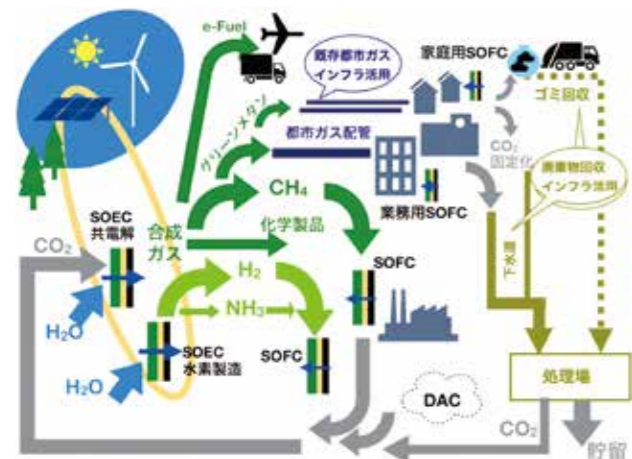 e-Fuel
既存都市ガス
インフラ活用
家庭用SOFC
ゴミ回収
グリーンメタン
都市ガス配管
CO₂
固定化
廃棄物回収
インフラ活用
CH₄
業務用SOFC
SOEC
共電解
合成
ガス
化学製品
CO₂
SOFC
下水道
H₂
NH₃
H₂O
SOEC
水素製造
SOFC
H₂O
DAC
処理場
CO₂
貯留